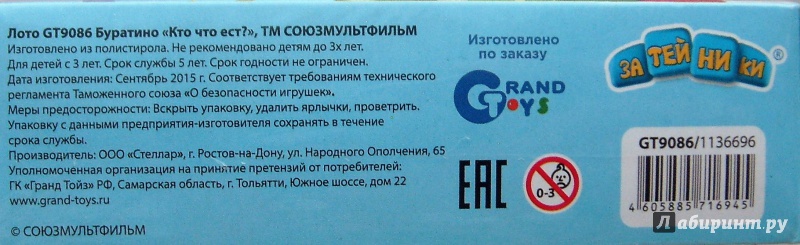 Лото GT9086 Буратино «Кто что ест?», ТМ СОЮЗМУЛЬТФИЛЬМ
Изготовлено из полистирола. Не рекомендовано детям до 3х лет.
Для детей с 3 лет. Срок службы 5 лет. Срок годности не ограничен.
Дата изготовления: Сентябрь 2015 г. Соответствует требованиям технического
регламента Таможенного союза «О безопасности игрушек».
Меры предосторожности: Вскрыть упаковку, удалить ярлычки, проветрить.
Упаковку с данными предприятия-изготовителя сохранять в течение
срока службы.
Производитель: ООО «Стеллар», г. Ростов-на-Дону, ул. Народного Ополчения, 65
Уполномоченная организация на принятие претензий от потребителей:
ГК «Гранд Тойз» РФ, Самарская область, г. Тольятти, Южное шоссе, дом 22
www.grand-toys.ru
© СОЮЗМУЛЬТФИЛЬМ
Изготовлено
по заказу
GRAND
TOYS
EAC
0-3
ЗАТЕЙНИКИ®
GT9086/1136696
4 605885 716945
Лабиринт.ру